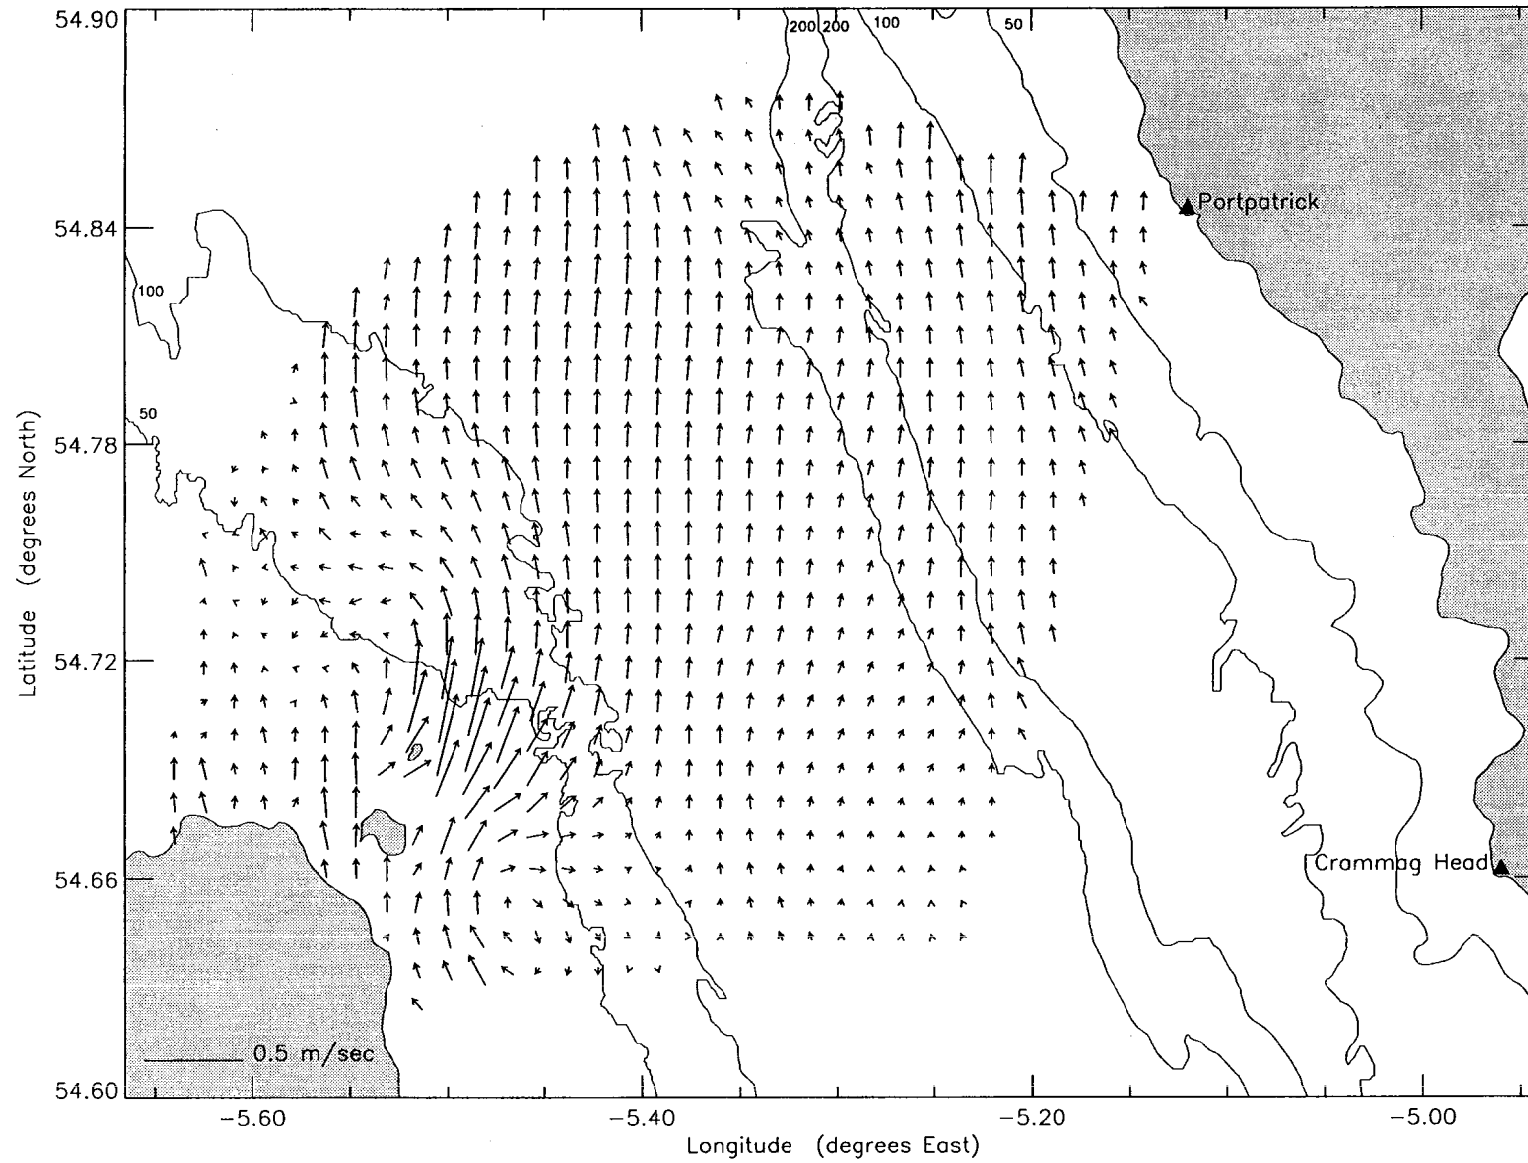 54.90
200 200 100 50
Portpatrick
54.84
100
50
54.78
Latitude (degrees North)
54.72
54.66
Crammag Head
0.5 m/sec
54.60
-5.60 -5.40 -5.20 -5.00
Longitude (degrees East)